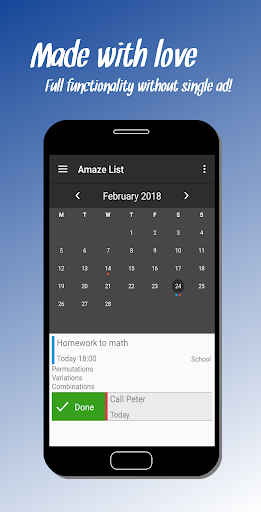 Made with love
Full functionality without single ad!
Amaze List
February 2018
M T W T F S S
1 2 3 4
5 6 7 8 9 10 11
12 13 14 15 16 17 18
19 20 21 22 23 24 25
26 27 28
Homework to math
Today 18:00 School
Permutations
Variations
Combinations
Done Call Peter
Today